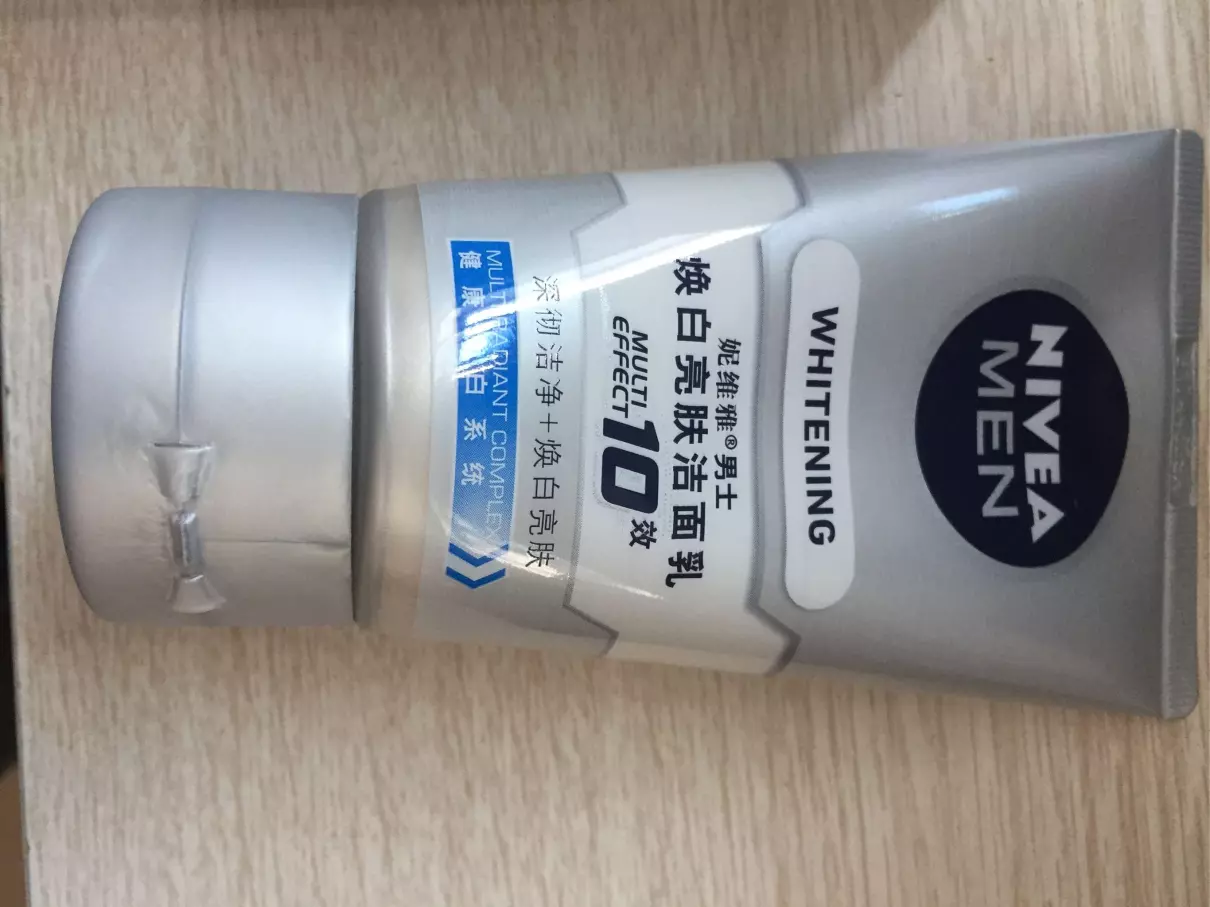 NIVEA
MEN
WHITENING
妮维雅®男士
焕白亮肤洁面乳
MULTI
EFFECT 10效
深彻洁净+焕白亮肤
MULTI RADIANT COMPLEX
健康美白系统